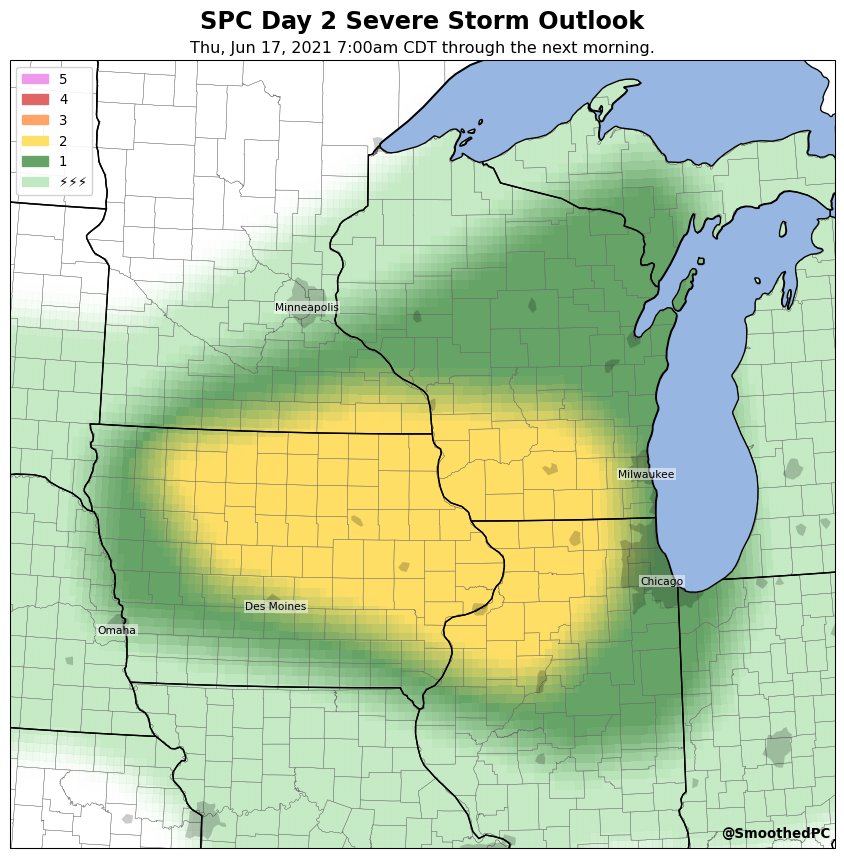 SPC Day 2 Severe Storm Outlook
Thu, Jun 17, 2021 7:00am CDT through the next morning.
5
4
3
2
1
⚡⚡⚡
Minneapolis
Milwaukee
Chicago
Des Moines
Omaha
@SmoothedPC